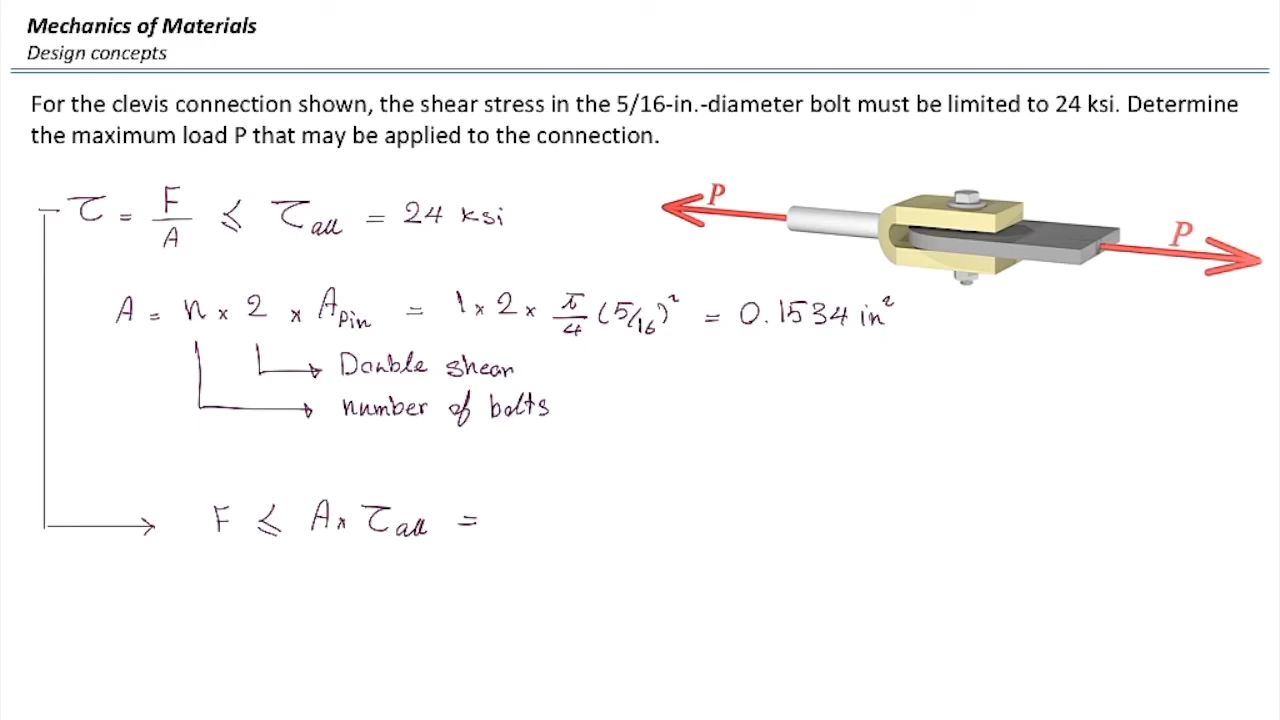 Mechanics of Materials
Design concepts
For the clevis connection shown, the shear stress in the 5/16-in.-diameter bolt must be limited to 24 ksi. Determine
the maximum load P that may be applied to the connection.
τ = F/A ≤ τall = 24 ksi
P
P
A = n × 2 × Apin = 1 × 2 × π/4 (5/16)² = 0.1534 in²
Double shear
number of bolts
F ≤ A × τall =